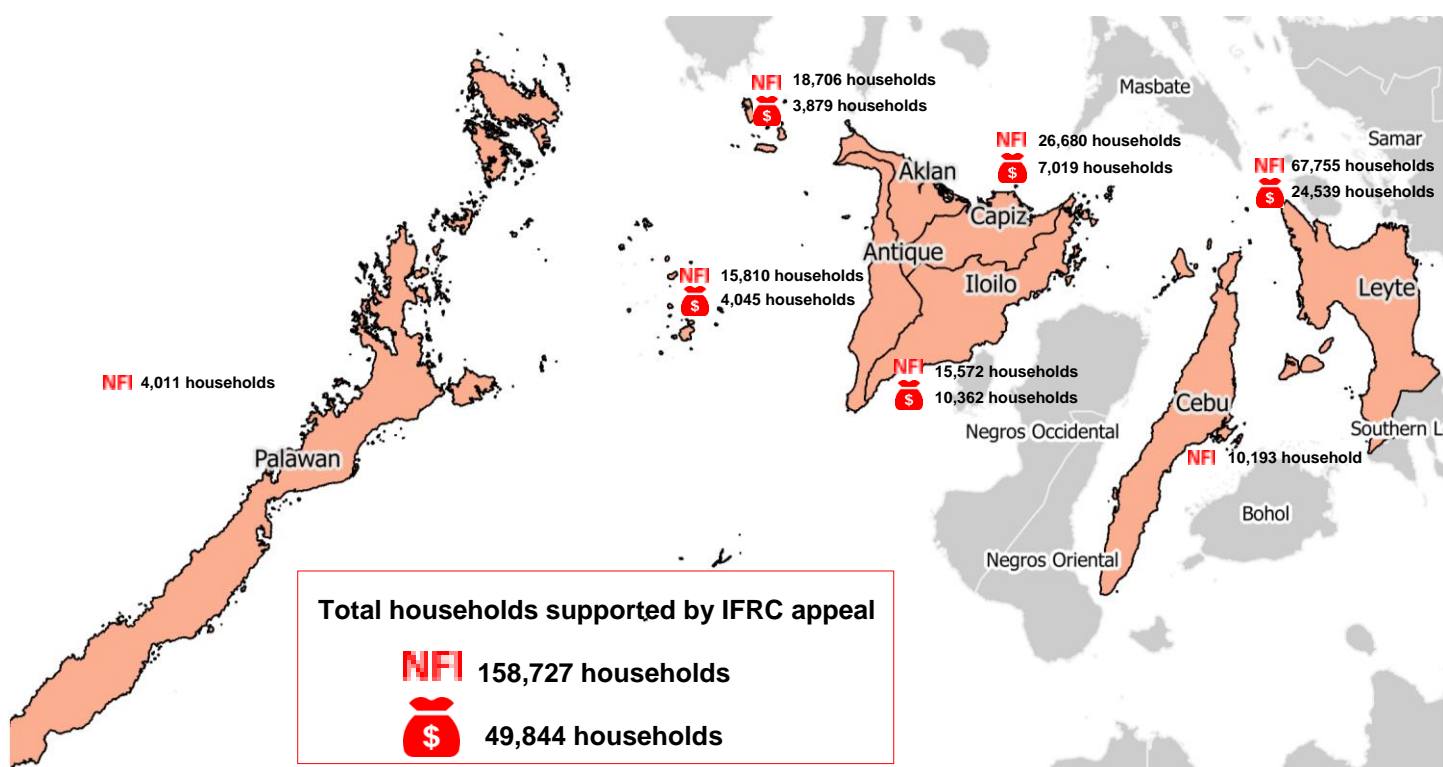 NFI 18,706 households
$ 3,879 households
Masbate
Samar
NFI 26,680 households
$ 7,019 households
NFI 67,755 households
$ 24,539 households
Aklan
Capiz
Antique
Iloilo
Leyte
NFI 15,810 households
$ 4,045 households
NFI 4,011 households
NFI 15,572 households
$ 10,362 households
Cebu
Negros Occidental
Southern L
Palawan
NFI 10,193 household
Bohol
Negros Oriental
Total households supported by IFRC appeal
NFI 158,727 households
$ 49,844 households